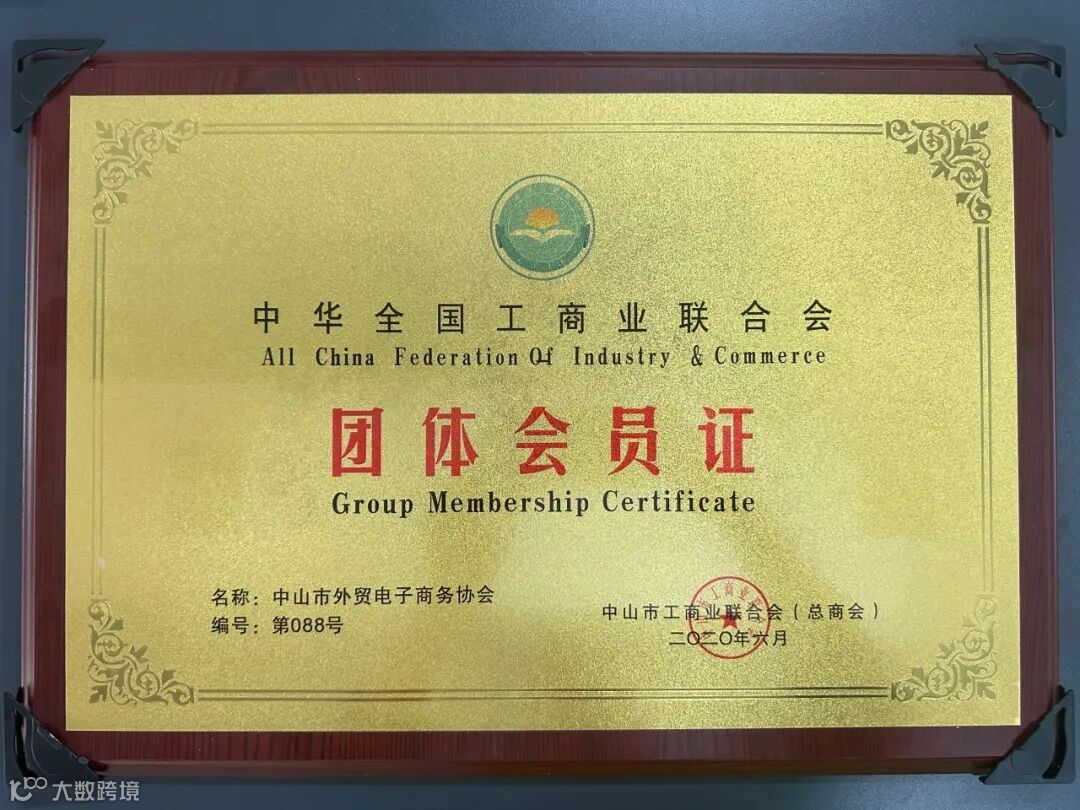 中华全国工商业联合会
All China Federation Of Industry & Commerce
团体会员证
Group Membership Certificate
名称：中山市外贸电子商务协会
编号：第088号
中山市工商业联合会（总商会）
二〇二〇年六月
大数跨境